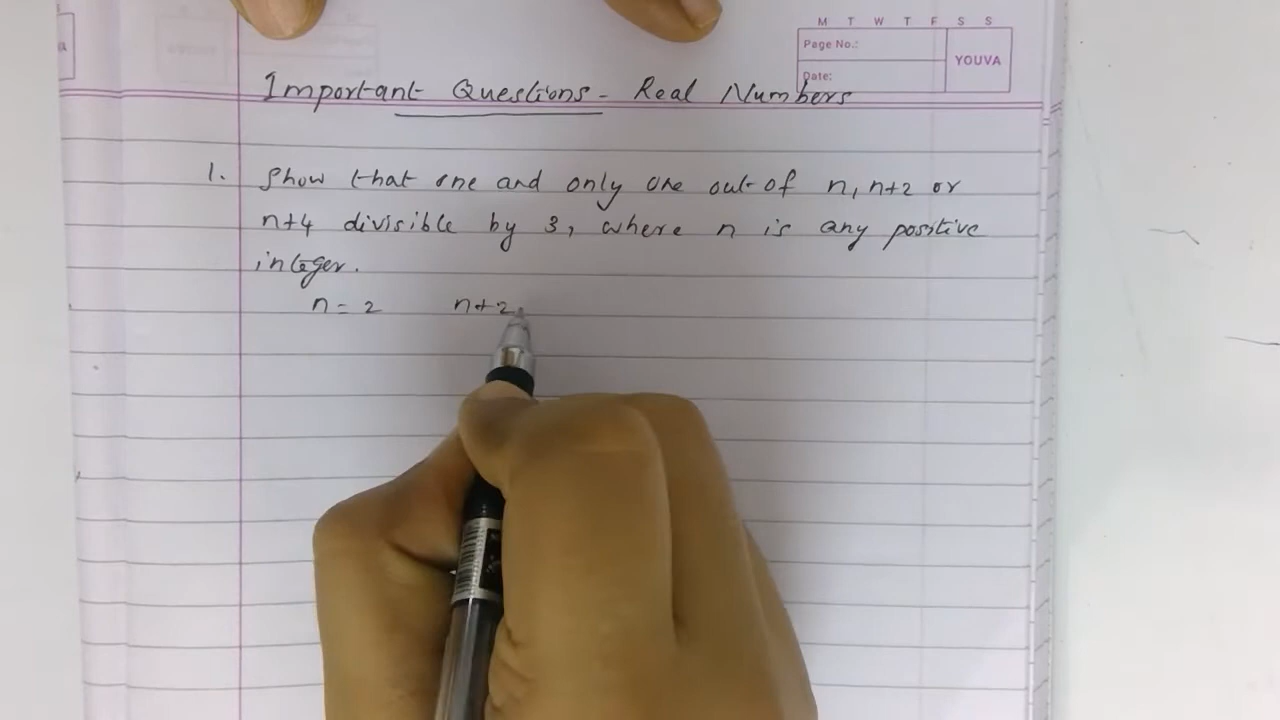 M T W T F S S
Page No.:
YOUVA
Date:
Important Questions - Real Numbers
1. Show that one and only one out of n, n+2 or
n+4 divisible by 3, where n is any positive
integer.
n = 2 n+2